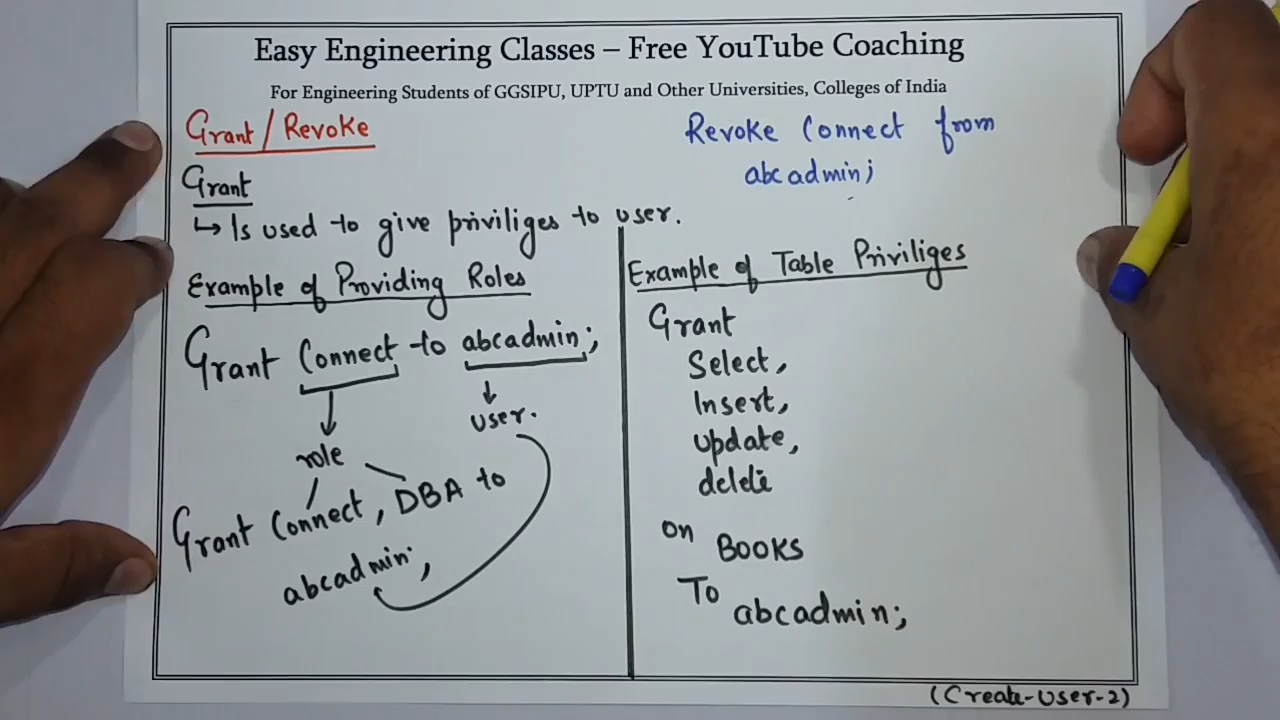 Easy Engineering Classes – Free YouTube Coaching
For Engineering Students of GGSIPU, UPTU and Other Universities, Colleges of India
Grant/Revoke
Grant
↳ Is used to give priviliges to user.
Example of Providing Roles
Grant Connect to abcadmin;
user.
role
Grant Connect, DBA to
abcadmin;
Revoke Connect from
abcadmin;
Example of Table Priviliges
Grant
Select,
Insert,
update,
delete
on
BOOKS
To
abcadmin;
(Create-User-2)